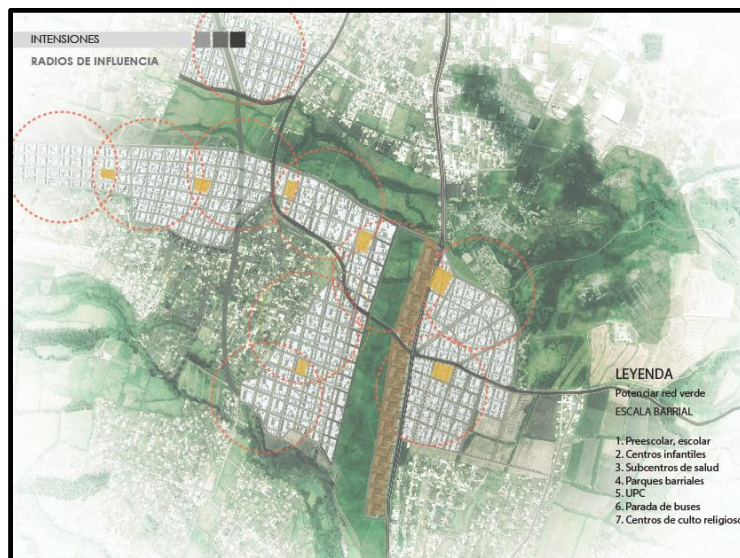 INTENSIONES
RADIOS DE INFLUENCIA
LEYENDA
Potenciar red verde
ESCALA BARRIAL
1. Preescolar, escolar
2. Centros infantiles
3. Subcentros de salud
4. Parques barriales
5. UPC
6. Parada de buses
7. Centros de culto religioso